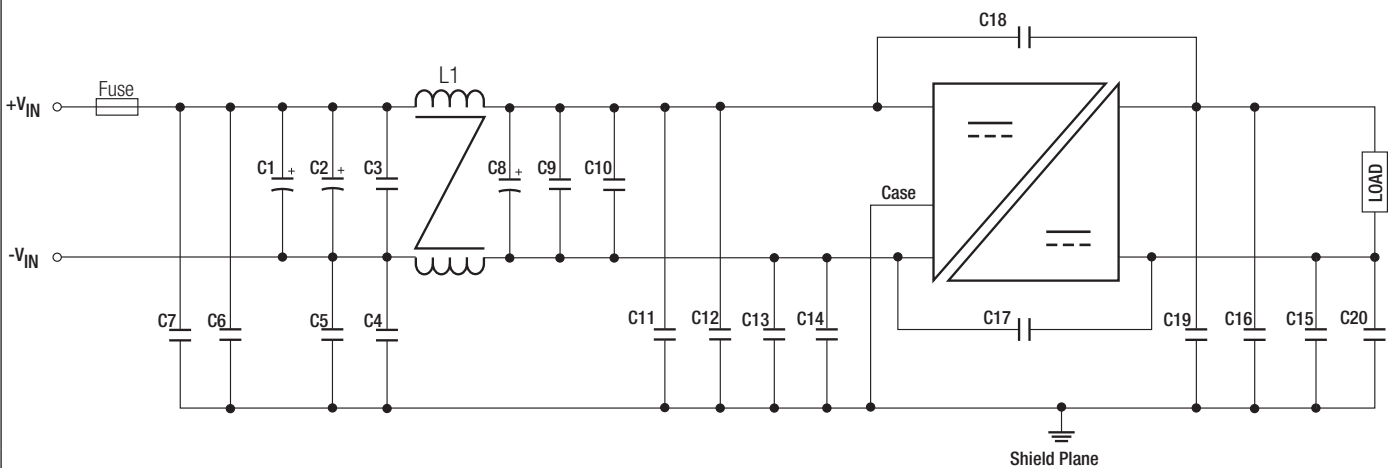 C18
L1
Fuse
+VIN
C1 +
C2 +
C3
C8 +
C9
C10
Case
LOAD
-VIN
C7
C6
C5
C4
C11
C12
C13
C14
C17
C19
C16
C15
C20
Shield Plane